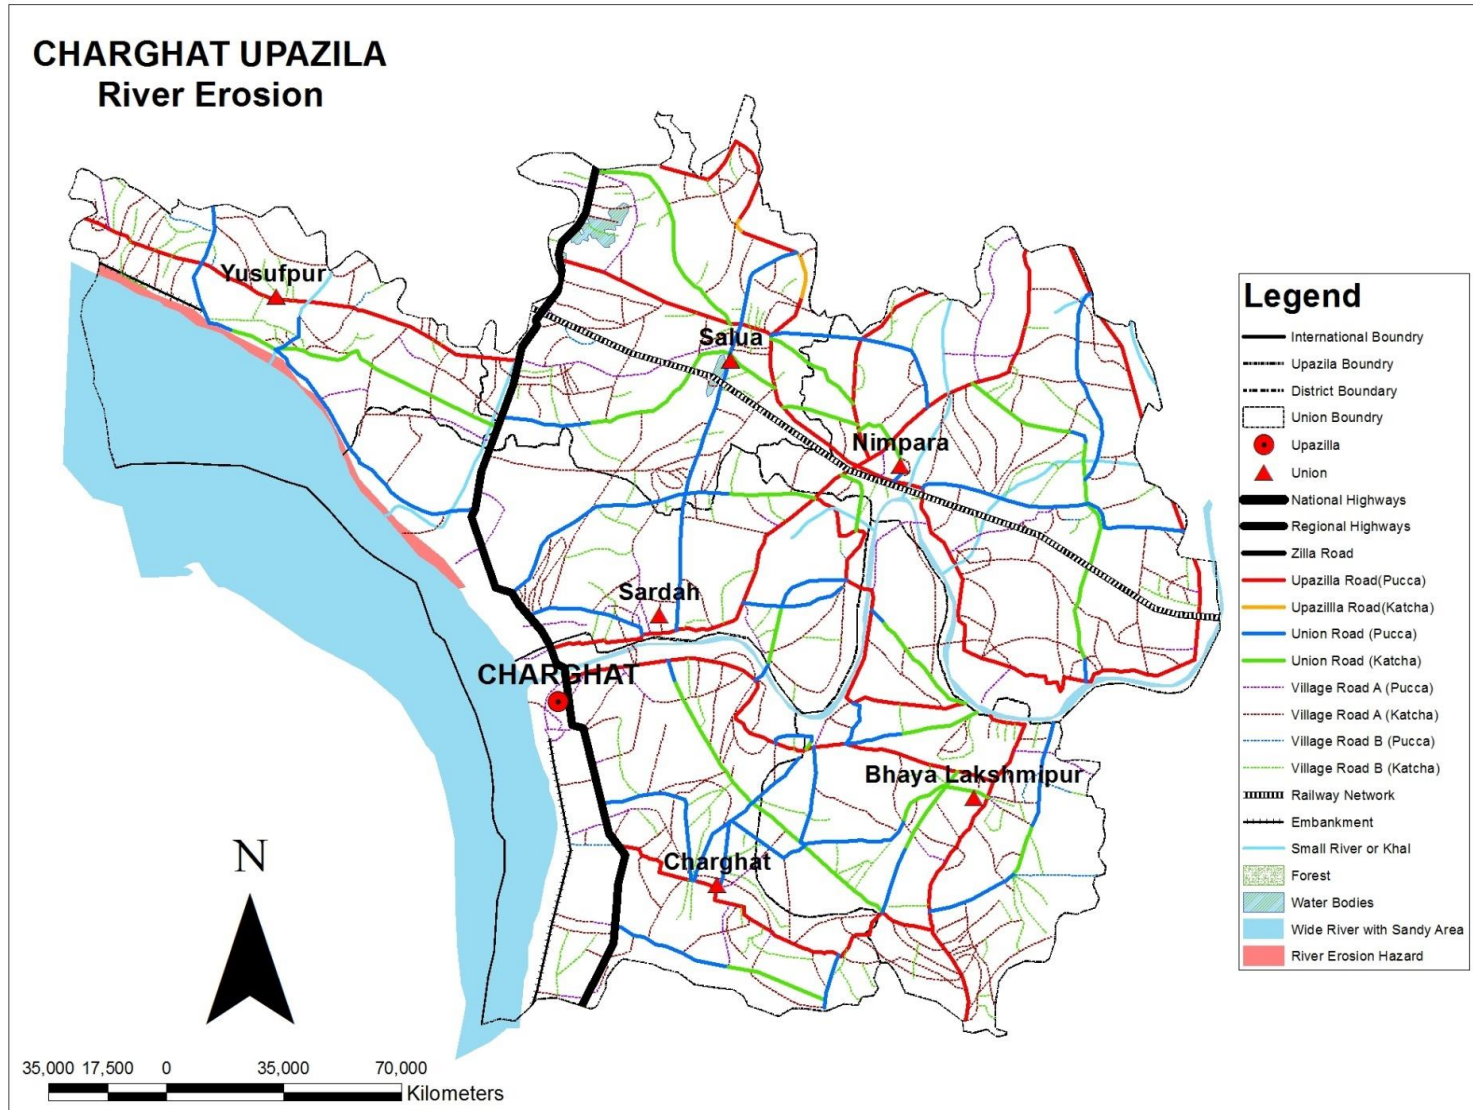 CHARGHAT UPAZILA
River Erosion
Yusufpur
Salua
Nimpara
Sardah
CHARGHAT
Bhaya Lakshmipur
Charghat
N
35,000 17,500 0 35,000 70,000
Kilometers
Legend
International Boundry
Upazila Boundry
District Boundary
Union Boundry
Upazilla
Union
National Highways
Regional Highways
Zilla Road
Upazilla Road(Pucca)
Upazillla Road(Katcha)
Union Road (Pucca)
Union Road (Katcha)
Village Road A (Pucca)
Village Road A (Katcha)
Village Road B (Pucca)
Village Road B (Katcha)
Railway Network
Embankment
Small River or Khal
Forest
Water Bodies
Wide River with Sandy Area
River Erosion Hazard